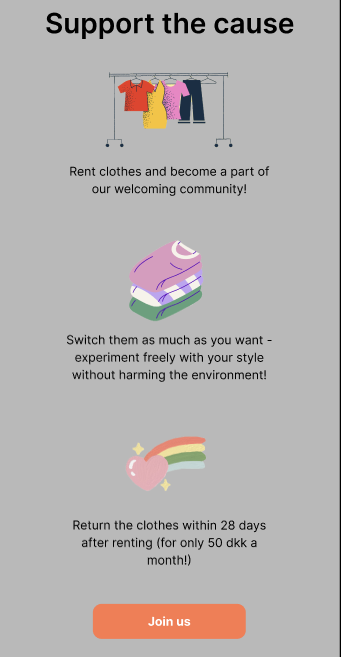 Support the cause
Rent clothes and become a part of
our welcoming community!
Switch them as much as you want -
experiment freely with your style
without harming the environment!
Return the clothes within 28 days
after renting (for only 50 dkk a
month!)
Join us